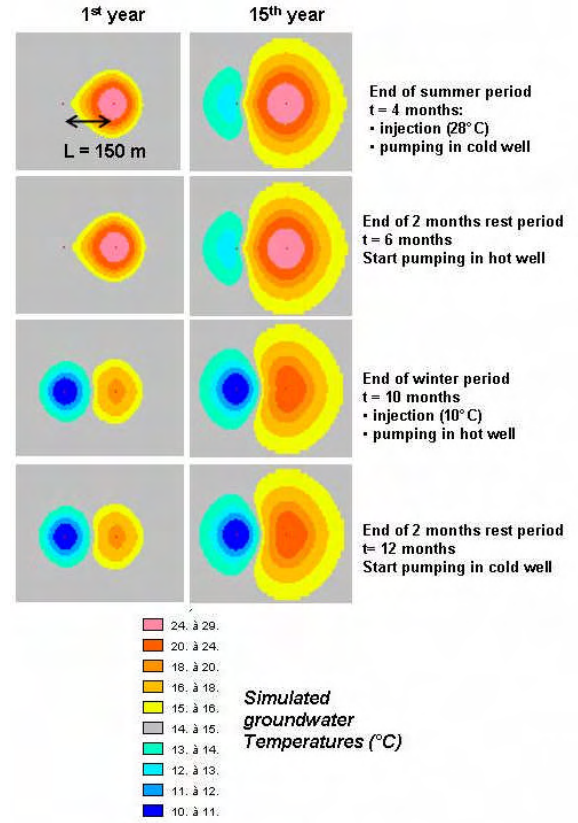 1st year
15th year
L = 150 m
End of summer period
t = 4 months:
• injection (28°C)
• pumping in cold well
End of 2 months rest period
t = 6 months
Start pumping in hot well
End of winter period
t = 10 months
• injection (10°C)
• pumping in hot well
End of 2 months rest period
t= 12 months
Start pumping in cold well
24. à 29.
20. à 24.
18. à 20.
16. à 18.
15. à 16.
14. à 15.
13. à 14.
12. à 13.
11. à 12.
10. à 11.
Simulated
groundwater
Temperatures (°C)